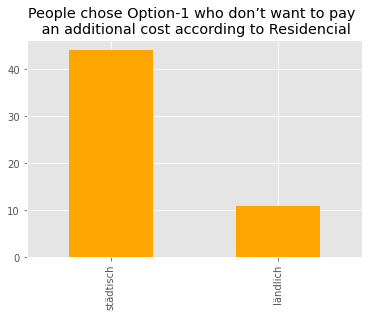 People chose Option-1 who don’t want to pay
an additional cost according to Residencial
40
30
20
10
0
städtisch
ländlich